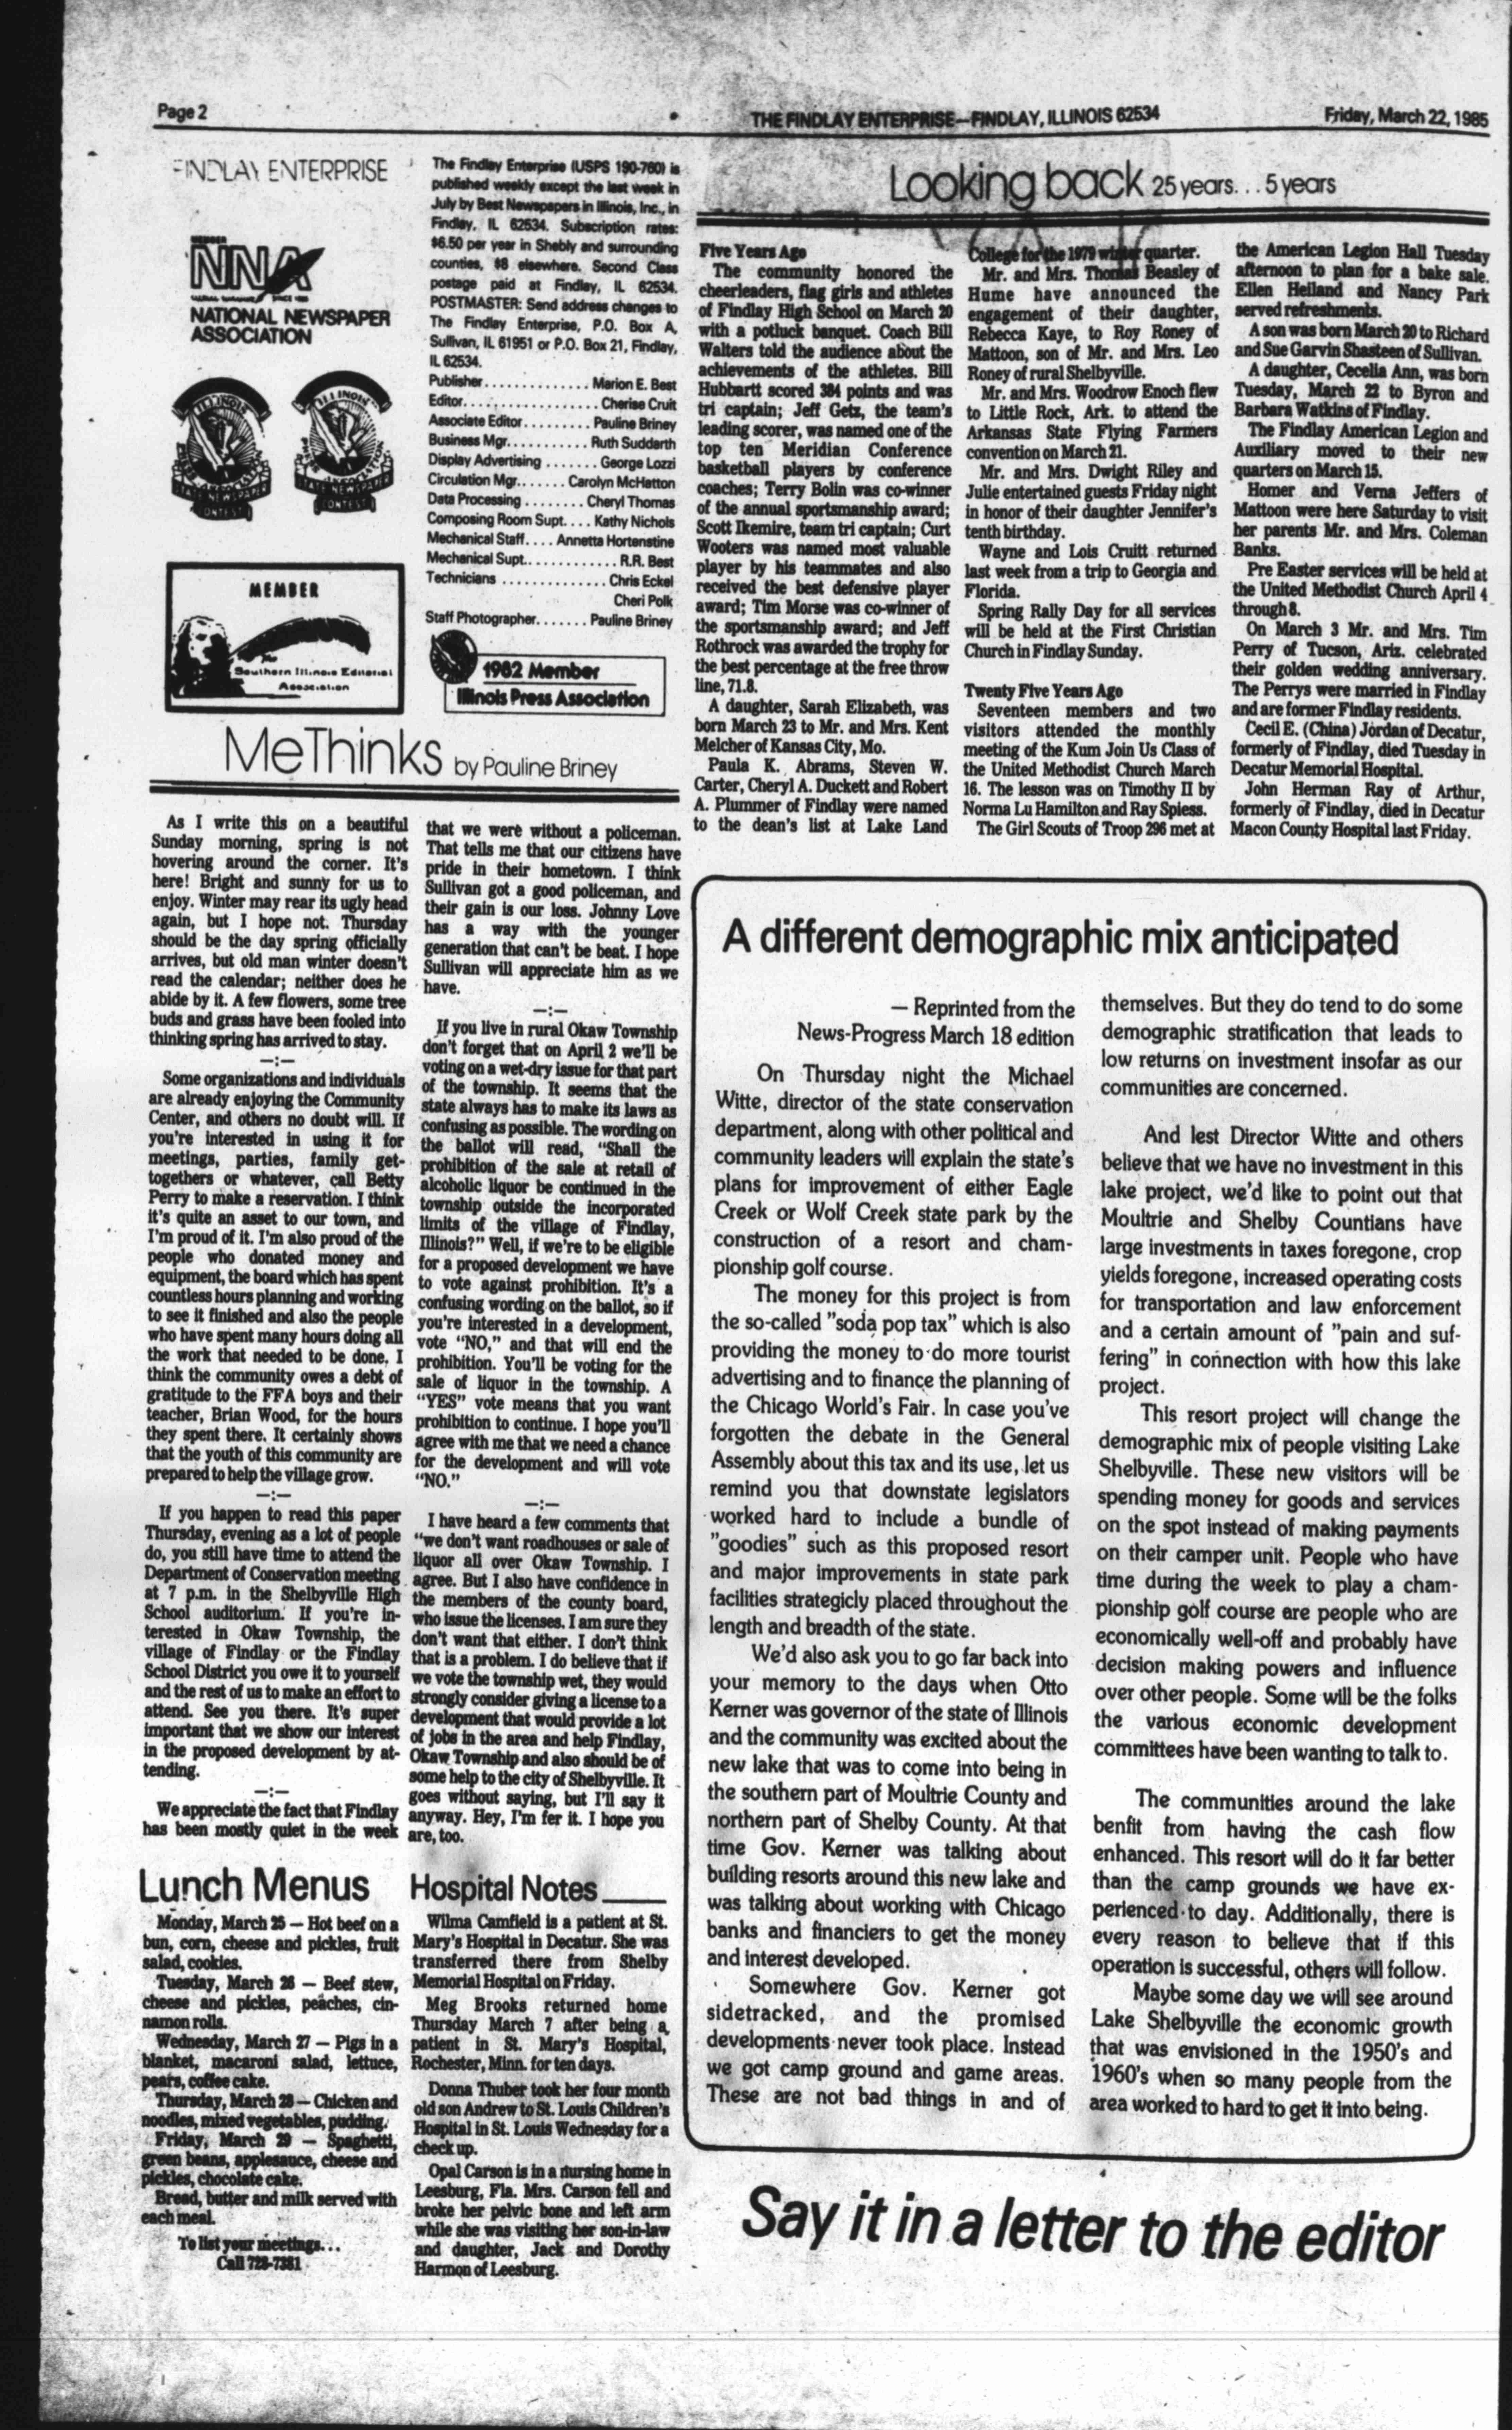 Page 2
THE FINDLAY ENTERPRISE—FINDLAY, ILLINOIS 62534
Friday, March 22, 1985
FINDLAY ENTERPRISE
MEMBER
NNA
NATIONAL NEWSPAPER
ASSOCIATION
ILLINOIS
STATE NEWSPAPER
CONTEST
ILLINOIS
STATE NEWSPAPER
CONTEST
MEMBER
The
Southern Illinois Editorial
Association
The Findlay Enterprise (USPS 190-760) is
published weekly except the last week in
July by Best Newspapers in Illinois, Inc., in
Findlay, IL 62534. Subscription rates:
$6.50 per year in Shebly and surrounding
counties, $8 elsewhere. Second Class
postage paid at Findlay, IL 62534.
POSTMASTER: Send address changes to
The Findlay Enterprise, P.O. Box A,
Sullivan, IL 61951 or P.O. Box 21, Findlay,
IL 62534.
Publisher. . . . . . . . . . . . . . Marion E. Best
Editor. . . . . . . . . . . . . . . . . . Cherise Cruit
Associate Editor. . . . . . . . . Pauline Briney
Business Mgr. . . . . . . . . . . Ruth Sudderth
Display Advertising . . . . . . . George Lozzi
Circulation Mgr. . . . . . . Carolyn McHatton
Data Processing . . . . . . . . Cheryl Thomas
Composing Room Supt. . . . Kathy Nichols
Mechanical Staff. . . . Annetta Hortenstine
Mechanical Supt. . . . . . . . . . . . . R.R. Best
Technicians . . . . . . . . . . . . . . Chris Eckel
Cheri Polk
Staff Photographer. . . . . . . Pauline Briney
1982 Member
Illinois Press Association
MeThinks by Pauline Briney
As I write this on a beautiful
Sunday morning, spring is not
hovering around the corner. It's
here! Bright and sunny for us to
enjoy. Winter may rear its ugly head
again, but I hope not. Thursday
should be the day spring officially
arrives, but old man winter doesn't
read the calendar; neither does he
abide by it. A few flowers, some tree
buds and grass have been fooled into
thinking spring has arrived to stay.
—:—
Some organizations and individuals
are already enjoying the Community
Center, and others no doubt will. If
you're interested in using it for
meetings, parties, family get-
togethers or whatever, call Betty
Perry to make a reservation. I think
it's quite an asset to our town, and
I'm proud of it. I'm also proud of the
people who donated money and
equipment, the board which has spent
countless hours planning and working
to see it finished and also the people
who have spent many hours doing all
the work that needed to be done. I
think the community owes a debt of
gratitude to the FFA boys and their
teacher, Brian Wood, for the hours
they spent there. It certainly shows
that the youth of this community are
prepared to help the village grow.
—:—
If you happen to read this paper
Thursday, evening as a lot of people
do, you still have time to attend the
Department of Conservation meeting
at 7 p.m. in the Shelbyville High
School auditorium. If you're in-
terested in Okaw Township, the
village of Findlay or the Findlay
School District you owe it to yourself
and the rest of us to make an effort to
attend. See you there. It's super
important that we show our interest
in the proposed development by at-
tending.
—:—
We appreciate the fact that Findlay
has been mostly quiet in the week
that we were without a policeman.
That tells me that our citizens have
pride in their hometown. I think
Sullivan got a good policeman, and
their gain is our loss. Johnny Love
has a way with the younger
generation that can't be beat. I hope
Sullivan will appreciate him as we
have.
—:—
If you live in rural Okaw Township
don't forget that on April 2 we'll be
voting on a wet-dry issue for that part
of the township. It seems that the
state always has to make its laws as
confusing as possible. The wording on
the ballot will read, "Shall the
prohibition of the sale at retail of
alcoholic liquor be continued in the
township outside the incorporated
limits of the village of Findlay,
Illinois?" Well, if we're to be eligible
for a proposed development we have
to vote against prohibition. It's a
confusing wording on the ballot, so if
you're interested in a development,
vote "NO," and that will end the
prohibition. You'll be voting for the
sale of liquor in the township. A
"YES" vote means that you want
prohibition to continue. I hope you'll
agree with me that we need a chance
for the development and will vote
"NO."
—:—
I have heard a few comments that
"we don't want roadhouses or sale of
liquor all over Okaw Township. I
agree. But I also have confidence in
the members of the county board,
who issue the licenses. I am sure they
don't want that either. I don't think
that is a problem. I do believe that if
we vote the township wet, they would
strongly consider giving a license to a
development that would provide a lot
of jobs in the area and help Findlay,
Okaw Township and also should be of
some help to the city of Shelbyville. It
goes without saying, but I'll say it
anyway. Hey, I'm fer it. I hope you
are, too.
Lunch Menus
Monday, March 25 — Hot beef on a
bun, corn, cheese and pickles, fruit
salad, cookies.
Tuesday, March 26 — Beef stew,
cheese and pickles, peaches, cin-
namon rolls.
Wednesday, March 27 — Pigs in a
blanket, macaroni salad, lettuce,
pears, coffee cake.
Thursday, March 28 — Chicken and
noodles, mixed vegetables, pudding.
Friday, March 29 — Spaghetti,
green beans, applesauce, cheese and
pickles, chocolate cake.
Bread, butter and milk served with
each meal.
To list your meetings. . .
Call 728-7381
Hospital Notes
Wilma Camfield is a patient at St.
Mary's Hospital in Decatur. She was
transferred there from Shelby
Memorial Hospital on Friday.
Meg Brooks returned home
Thursday March 7 after being a
patient in St. Mary's Hospital,
Rochester, Minn. for ten days.
Donna Thuber took her four month
old son Andrew to St. Louis Children's
Hospital in St. Louis Wednesday for a
check up.
Opal Carson is in a nursing home in
Leesburg, Fla. Mrs. Carson fell and
broke her pelvic bone and left arm
while she was visiting her son-in-law
and daughter, Jack and Dorothy
Harmon of Leesburg.
Looking back 25 years. . . 5 years
Five Years Ago
The community honored the
cheerleaders, flag girls and athletes
of Findlay High School on March 20
with a potluck banquet. Coach Bill
Walters told the audience about the
achievements of the athletes. Bill
Hubbartt scored 384 points and was
tri captain; Jeff Getz, the team's
leading scorer, was named one of the
top ten Meridian Conference
basketball players by conference
coaches; Terry Bolin was co-winner
of the annual sportsmanship award;
Scott Ikemire, team tri captain; Curt
Wooters was named most valuable
player by his teammates and also
received the best defensive player
award; Tim Morse was co-winner of
the sportsmanship award; and Jeff
Rothrock was awarded the trophy for
the best percentage at the free throw
line, 71.8.
A daughter, Sarah Elizabeth, was
born March 23 to Mr. and Mrs. Kent
Melcher of Kansas City, Mo.
Paula K. Abrams, Steven W.
Carter, Cheryl A. Duckett and Robert
A. Plummer of Findlay were named
to the dean's list at Lake Land
College for the 1979 winter quarter.
Mr. and Mrs. Thomas Beasley of
Hume have announced the
engagement of their daughter,
Rebecca Kaye, to Roy Roney of
Mattoon, son of Mr. and Mrs. Leo
Roney of rural Shelbyville.
Mr. and Mrs. Woodrow Enoch flew
to Little Rock, Ark. to attend the
Arkansas State Flying Farmers
convention on March 21.
Mr. and Mrs. Dwight Riley and
Julie entertained guests Friday night
in honor of their daughter Jennifer's
tenth birthday.
Wayne and Lois Cruitt returned
last week from a trip to Georgia and
Florida.
Spring Rally Day for all services
will be held at the First Christian
Church in Findlay Sunday.
Twenty Five Years Ago
Seventeen members and two
visitors attended the monthly
meeting of the Kum Join Us Class of
the United Methodist Church March
16. The lesson was on Timothy II by
Norma Lu Hamilton and Ray Spiess.
The Girl Scouts of Troop 296 met at
the American Legion Hall Tuesday
afternoon to plan for a bake sale.
Ellen Heiland and Nancy Park
served refreshments.
A son was born March 20 to Richard
and Sue Garvin Shasteen of Sullivan.
A daughter, Cecelia Ann, was born
Tuesday, March 22 to Byron and
Barbara Watkins of Findlay.
The Findlay American Legion and
Auxiliary moved to their new
quarters on March 15.
Homer and Verna Jeffers of
Mattoon were here Saturday to visit
her parents Mr. and Mrs. Coleman
Banks.
Pre Easter services will be held at
the United Methodist Church April 4
through 8.
On March 3 Mr. and Mrs. Tim
Perry of Tucson, Ariz. celebrated
their golden wedding anniversary.
The Perrys were married in Findlay
and are former Findlay residents.
Cecil E. (China) Jordan of Decatur,
formerly of Findlay, died Tuesday in
Decatur Memorial Hospital.
John Herman Ray of Arthur,
formerly of Findlay, died in Decatur
Macon County Hospital last Friday.
A different demographic mix anticipated
— Reprinted from the
News-Progress March 18 edition
On Thursday night the Michael
Witte, director of the state conservation
department, along with other political and
community leaders will explain the state's
plans for improvement of either Eagle
Creek or Wolf Creek state park by the
construction of a resort and cham-
pionship golf course.
The money for this project is from
the so-called "soda pop tax" which is also
providing the money to do more tourist
advertising and to finance the planning of
the Chicago World's Fair. In case you've
forgotten the debate in the General
Assembly about this tax and its use, let us
remind you that downstate legislators
worked hard to include a bundle of
"goodies" such as this proposed resort
and major improvements in state park
facilities strategicly placed throughout the
length and breadth of the state.
We'd also ask you to go far back into
your memory to the days when Otto
Kerner was governor of the state of Illinois
and the community was excited about the
new lake that was to come into being in
the southern part of Moultrie County and
northern part of Shelby County. At that
time Gov. Kerner was talking about
building resorts around this new lake and
was talking about working with Chicago
banks and financiers to get the money
and interest developed.
Somewhere Gov. Kerner got
sidetracked, and the promised
developments never took place. Instead
we got camp ground and game areas.
These are not bad things in and of
themselves. But they do tend to do some
demographic stratification that leads to
low returns on investment insofar as our
communities are concerned.
And lest Director Witte and others
believe that we have no investment in this
lake project, we'd like to point out that
Moultrie and Shelby Countians have
large investments in taxes foregone, crop
yields foregone, increased operating costs
for transportation and law enforcement
and a certain amount of "pain and suf-
fering" in connection with how this lake
project.
This resort project will change the
demographic mix of people visiting Lake
Shelbyville. These new visitors will be
spending money for goods and services
on the spot instead of making payments
on their camper unit. People who have
time during the week to play a cham-
pionship golf course are people who are
economically well-off and probably have
decision making powers and influence
over other people. Some will be the folks
the various economic development
committees have been wanting to talk to.
The communities around the lake
benfit from having the cash flow
enhanced. This resort will do it far better
than the camp grounds we have ex-
perienced to day. Additionally, there is
every reason to believe that if this
operation is successful, others will follow.
Maybe some day we will see around
Lake Shelbyville the economic growth
that was envisioned in the 1950's and
1960's when so many people from the
area worked to hard to get it into being.
Say it in a letter to the editor